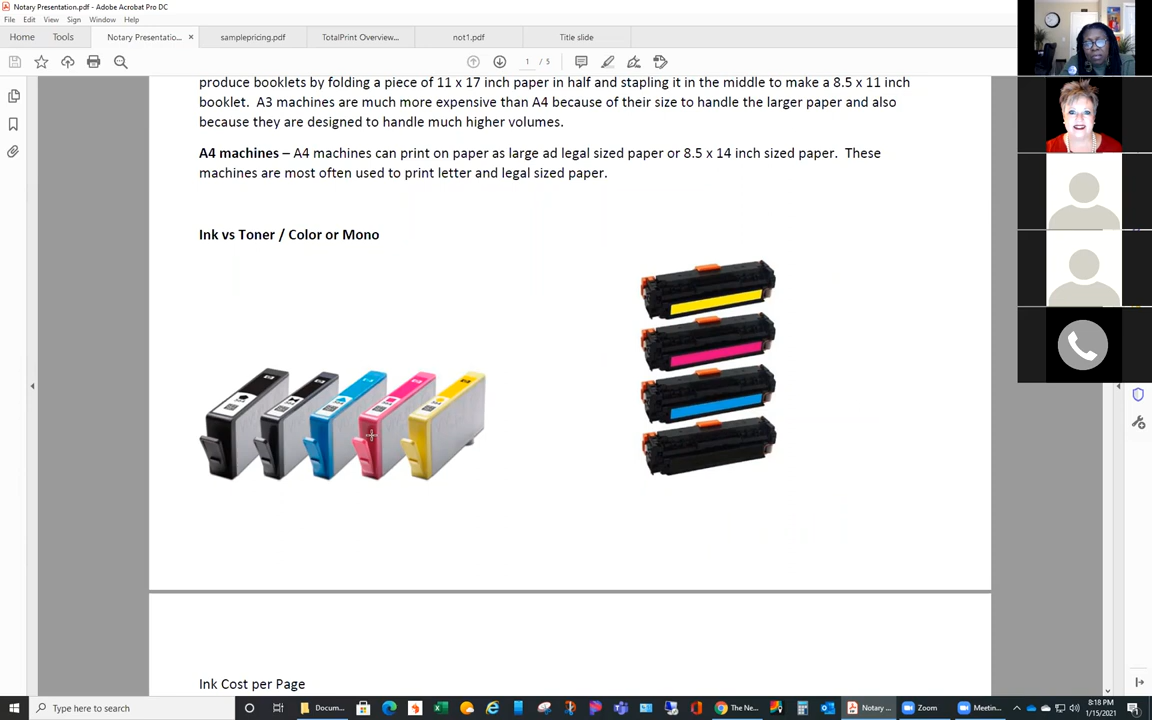 Notary Presentation.pdf - Adobe Acrobat Pro DC
File Edit View Sign Window Help
Home Tools Notary Presentatio... × samplepricing.pdf TotalPrint Overview... not1.pdf Title slide
1 / 5
produce booklets by folding a piece of 11 x 17 inch paper in half and stapling it in the middle to make a 8.5 x 11 inch
booklet. A3 machines are much more expensive than A4 because of their size to handle the larger paper and also
because they are designed to handle much higher volumes.
A4 machines – A4 machines can print on paper as large ad legal sized paper or 8.5 x 14 inch sized paper. These
machines are most often used to print letter and legal sized paper.
Ink vs Toner / Color or Mono
Ink Cost per Page
Type here to search
Docum...
The Ne...
Notary ...
Zoom
Meetin...
8:18 PM
1/15/2021